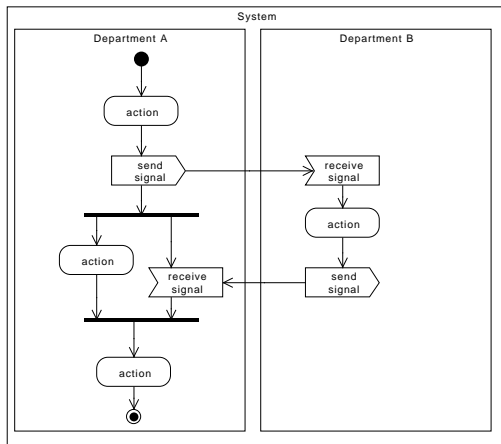 System
Department A
Department B
action
send
signal
receive
signal
action
action
receive
signal
send
signal
action